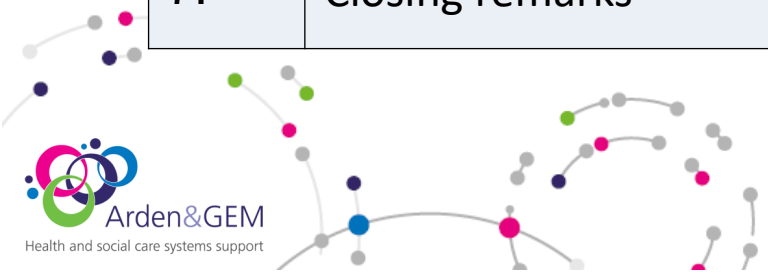 Closing remarks
Arden&GEM
Health and social care systems support